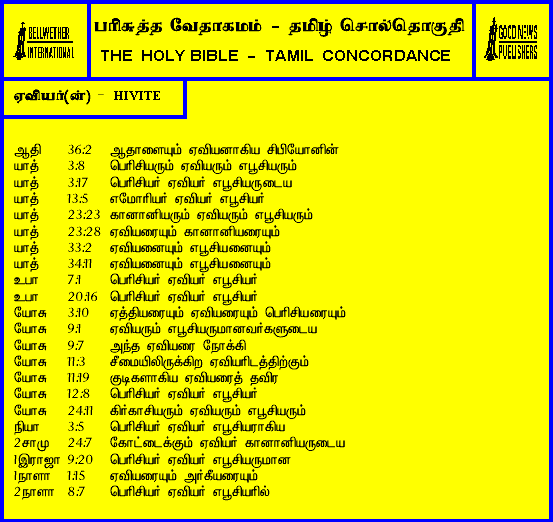 BELLWETHER
INTERNATIONAL
பரிசுத்த வேதாகமம் - தமிழ் சொல்தொகுதி
THE HOLY BIBLE - TAMIL CONCORDANCE
GOOD NEWS
PUBLISHERS
ஏவியர்(ன்) - HIVITE
ஆதி 36:2 ஆதாளையும் ஏவியனாகிய சிபியோனின்
யாத் 3:8 பெரிசியரும் ஏவியரும் எபூசியரும்
யாத் 3:17 பெரிசியர் ஏவியர் எபூசியருடைய
யாத் 13:5 எமோரியர் ஏவியர் எபூசியர்
யாத் 23:23 கானானியரும் ஏவியரும் எபூசியரும்
யாத் 23:28 ஏவியரையும் கானானியரையும்
யாத் 33:2 ஏவியனையும் எபூசியனையும்
யாத் 34:11 ஏவியனையும் எபூசியனையும்
உபா 7:1 பெரிசியர் ஏவியர் எபூசியர்
உபா 20:16 பெரிசியர் ஏவியர் எபூசியர்
யோசு 3:10 ஏத்தியரையும் ஏவியரையும் பெரிசியரையும்
யோசு 9:1 ஏவியரும் எபூசியருமானவர்களுடைய
யோசு 9:7 அந்த ஏவியரை நோக்கி
யோசு 11:3 சீமையிலிருக்கிற ஏவியரிடத்திற்கும்
யோசு 11:19 குடிகளாகிய ஏவியரைத் தவிர
யோசு 12:8 பெரிசியர் ஏவியர் எபூசியர்
யோசு 24:11 கிர்காசியரும் ஏவியரும் எபூசியரும்
நியா 3:5 பெரிசியர் ஏவியர் எபூசியராகிய
2சாமு 24:7 கோட்டைக்கும் ஏவியர் கானானியருடைய
1இராஜா 9:20 பெரிசியர் ஏவியர் எபூசியருமான
1நாளா 1:15 ஏவியரையும் அர்கீயரையும்
2நாளா 8:7 பெரிசியர் ஏவியர் எபூசியரில்